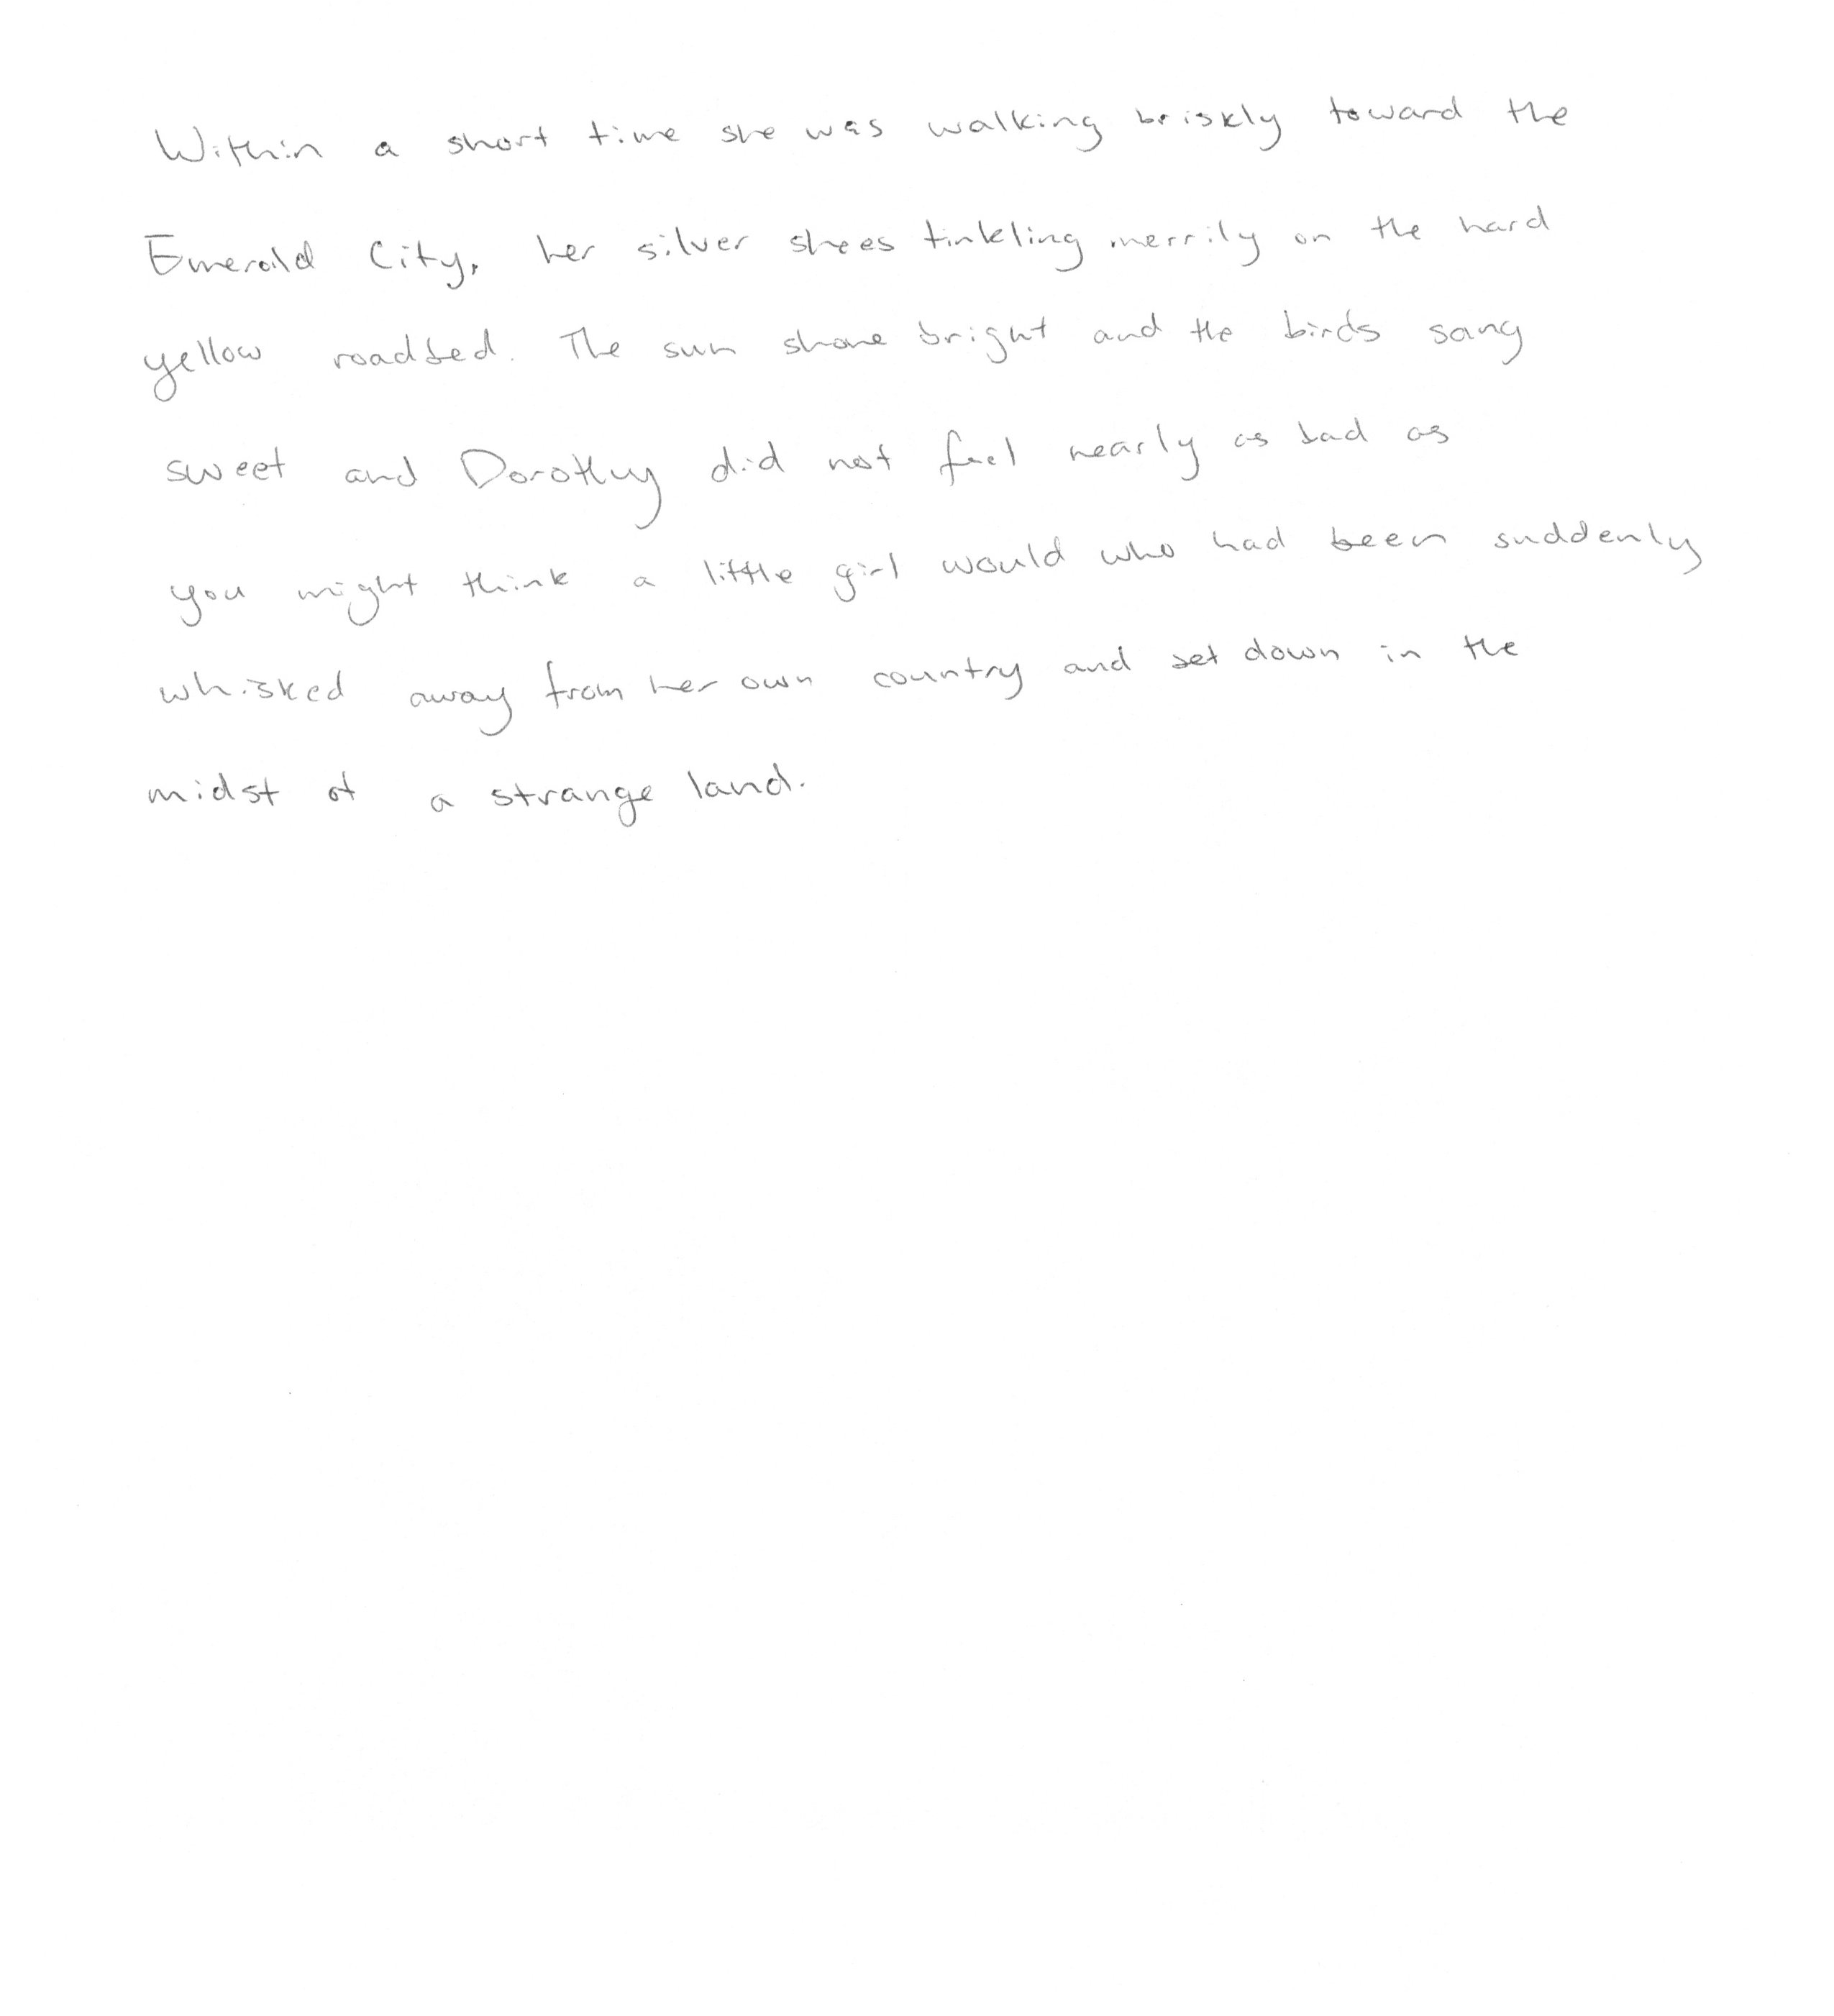 Within a short time she was walking briskly toward the
Emerald City, her silver shoes tinkling merrily on the hard
yellow roadbed. The sun shone bright and the birds sang
sweet and Dorothy did not feel nearly as bad as
you might think a little girl would who had been suddenly
whisked away from her own country and set down in the
midst of a strange land.